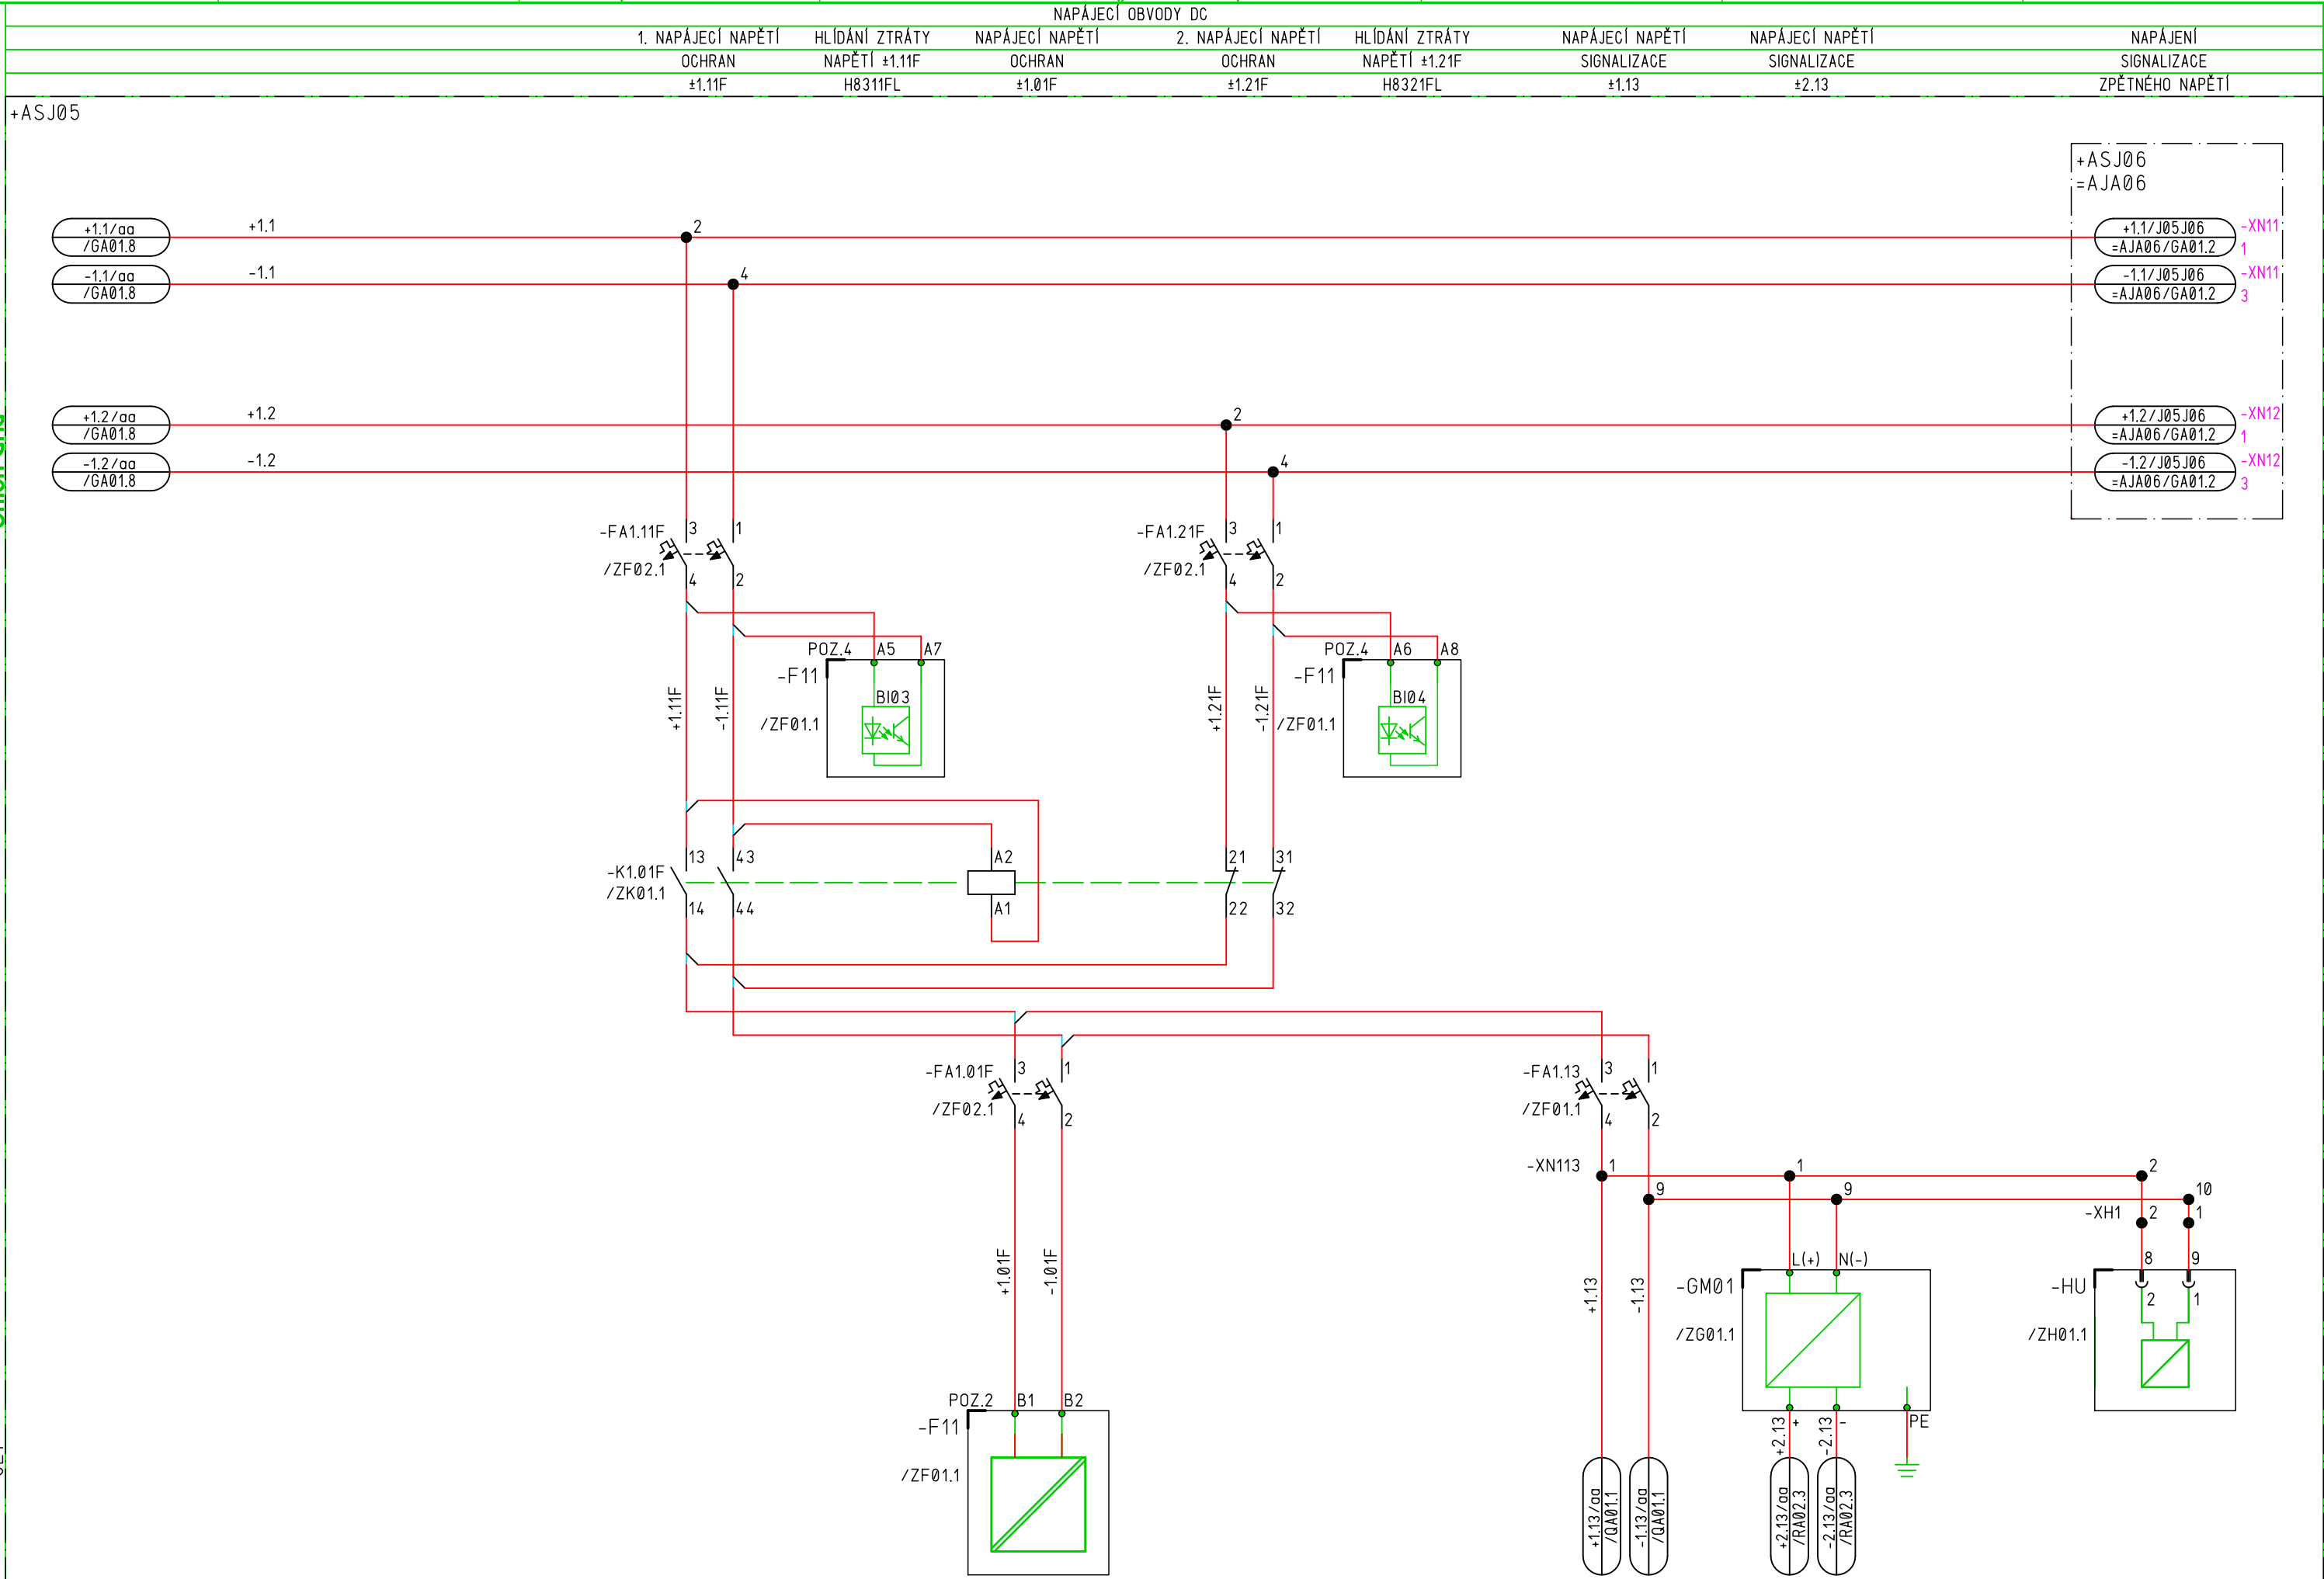 NAPÁJECÍ OBVODY DC
1. NAPÁJECÍ NAPĚTÍ HLÍDÁNÍ ZTRÁTY NAPÁJECÍ NAPĚTÍ 2. NAPÁJECÍ NAPĚTÍ HLÍDÁNÍ ZTRÁTY NAPÁJECÍ NAPĚTÍ NAPÁJECÍ NAPĚTÍ NAPÁJENÍ
OCHRAN NAPĚTÍ ±1.11F OCHRAN OCHRAN NAPĚTÍ ±1.21F SIGNALIZACE SIGNALIZACE SIGNALIZACE
±1.11F H8311FL ±1.01F ±1.21F H8321FL ±1.13 ±2.13 ZPĚTNÉHO NAPĚTÍ
+ASJ05
+ASJ06
=AJA06
+1.1/aa
/GA01.8
+1.1
2
+1.1/J05J06
=AJA06/GA01.2
-XN11
1
-1.1/aa
/GA01.8
-1.1
4
-1.1/J05J06
=AJA06/GA01.2
-XN11
3
+1.2/aa
/GA01.8
+1.2
2
+1.2/J05J06
=AJA06/GA01.2
-XN12
1
-1.2/aa
/GA01.8
-1.2
4
-1.2/J05J06
=AJA06/GA01.2
-XN12
3
-FA1.11F 3 1
/ZF02.1 4 2
-FA1.21F 3 1
/ZF02.1 4 2
POZ.4 A5 A7
-F11
BI03
/ZF01.1
POZ.4 A6 A8
-F11
BI04
/ZF01.1
+1.11F
-1.11F
+1.21F
-1.21F
-K1.01F
/ZK01.1
13 43 A2 21 31
14 44 A1 22 32
-FA1.01F 3 1
/ZF02.1 4 2
-FA1.13 3 1
/ZF01.1 4 2
-XN113 1 1 2
9 9 10
-XH1 2 1
+1.01F
-1.01F
+1.13
-1.13
L(+) N(-)
-GM01
/ZG01.1
8 9
-HU
2 1
/ZH01.1
POZ.2 B1 B2
-F11
/ZF01.1
+2.13 +
-2.13 -
PE
+1.13/aa
/QA01.1
-1.13/aa
/QA01.1
+2.13/aa
/RA02.3
-2.13/aa
/RA02.3